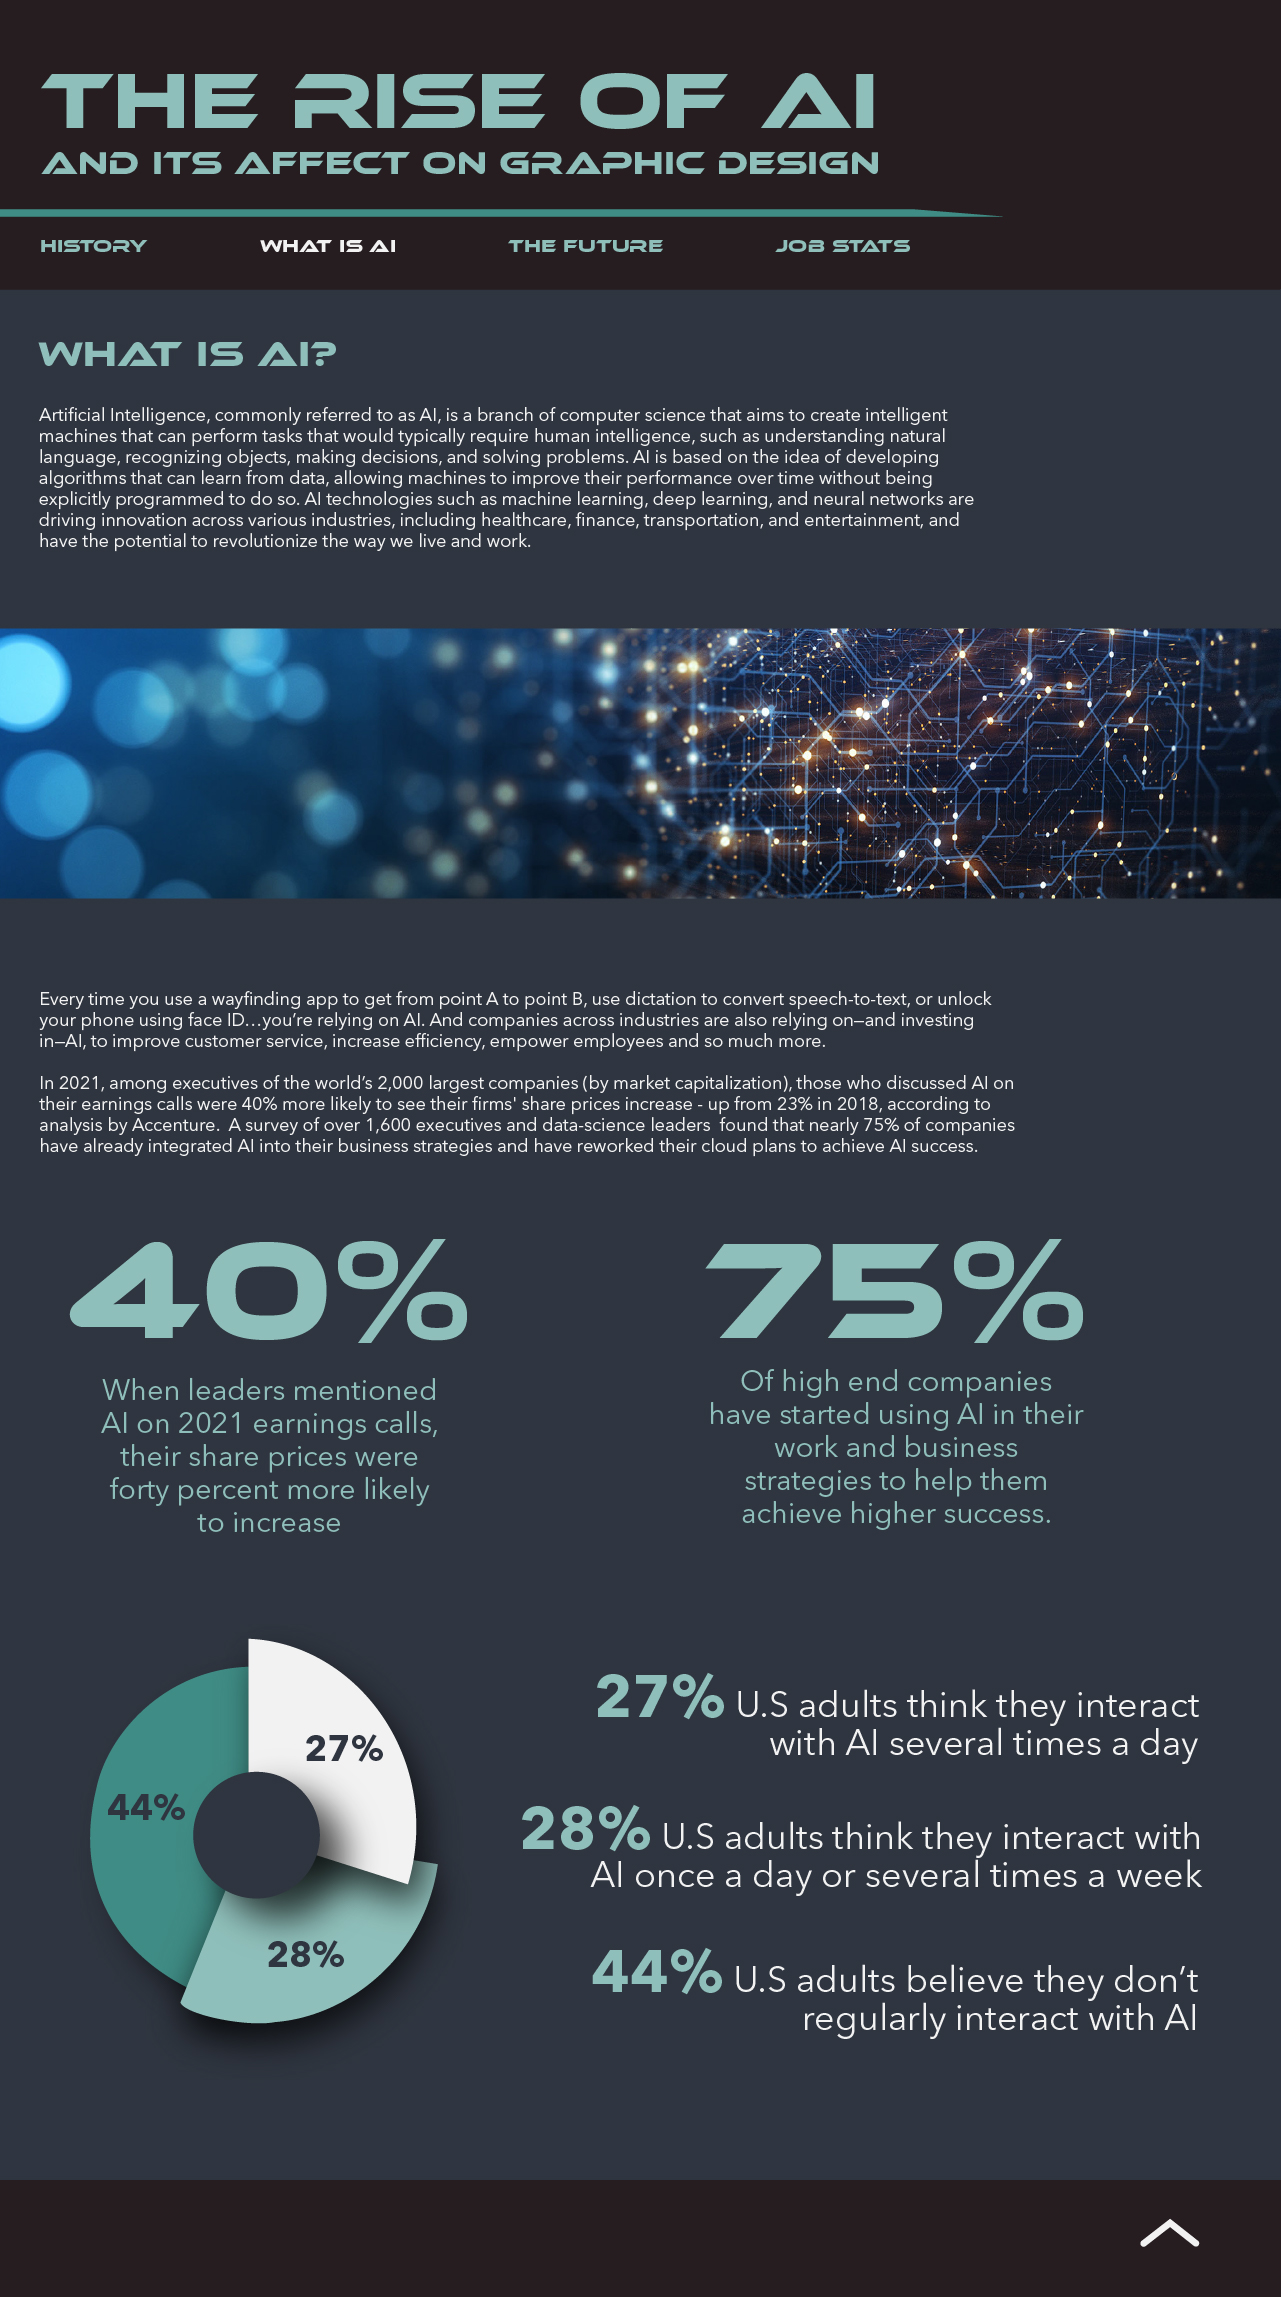 THE RISE OF AI
AND ITS AFFECT ON GRAPHIC DESIGN
HISTORY
WHAT IS AI
THE FUTURE
JOB STATS
WHAT IS AI?
Artificial Intelligence, commonly referred to as AI, is a branch of computer science that aims to create intelligent
machines that can perform tasks that would typically require human intelligence, such as understanding natural
language, recognizing objects, making decisions, and solving problems. AI is based on the idea of developing
algorithms that can learn from data, allowing machines to improve their performance over time without being
explicitly programmed to do so. AI technologies such as machine learning, deep learning, and neural networks are
driving innovation across various industries, including healthcare, finance, transportation, and entertainment, and
have the potential to revolutionize the way we live and work.
Every time you use a wayfinding app to get from point A to point B, use dictation to convert speech-to-text, or unlock
your phone using face ID…you’re relying on AI. And companies across industries are also relying on—and investing
in—AI, to improve customer service, increase efficiency, empower employees and so much more.
In 2021, among executives of the world’s 2,000 largest companies (by market capitalization), those who discussed AI on
their earnings calls were 40% more likely to see their firms' share prices increase - up from 23% in 2018, according to
analysis by Accenture.  A survey of over 1,600 executives and data-science leaders  found that nearly 75% of companies
have already integrated AI into their business strategies and have reworked their cloud plans to achieve AI success.
40%
When leaders mentioned
AI on 2021 earnings calls,
their share prices were
forty percent more likely
to increase
75%
Of high end companies
have started using AI in their
work and business
strategies to help them
achieve higher success.
27%
44%
28%
27% U.S adults think they interact
with AI several times a day
28% U.S adults think they interact with
AI once a day or several times a week
44% U.S adults believe they don’t
regularly interact with AI